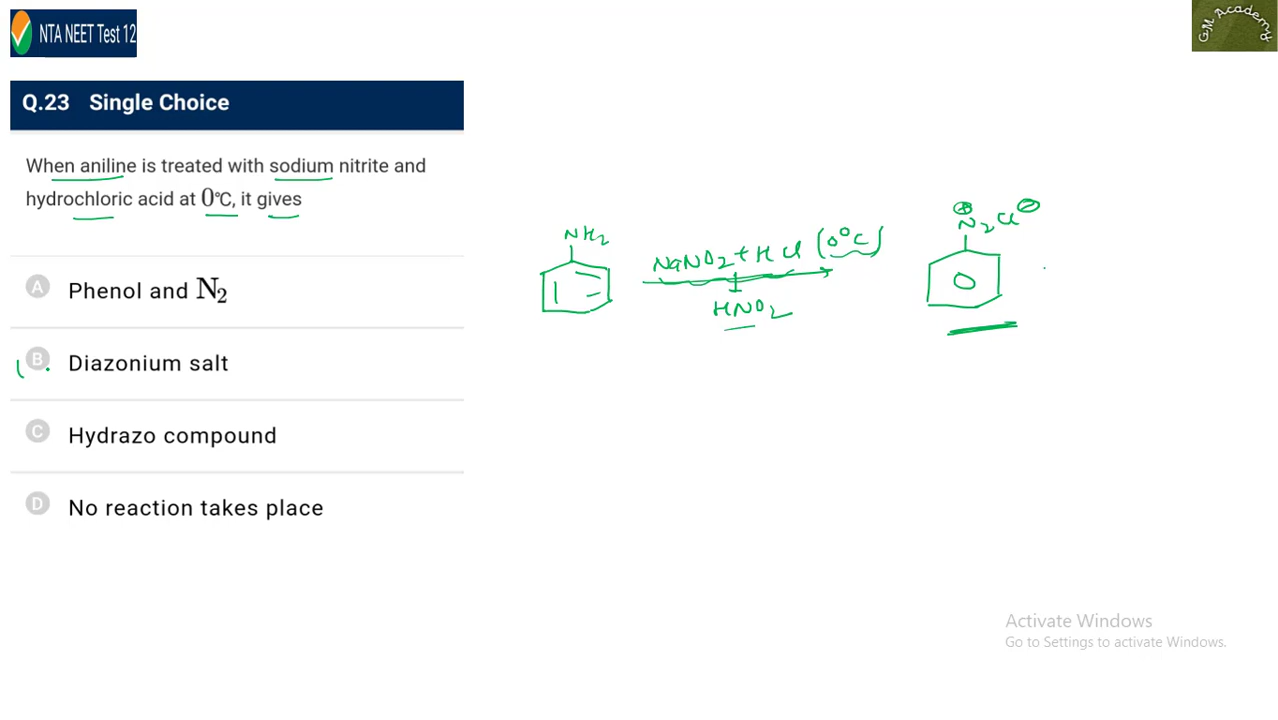 NTA NEET Test 12
GM Academy
Q.23 Single Choice
When aniline is treated with sodium nitrite and
hydrochloric acid at 0°C, it gives
A Phenol and N₂
B Diazonium salt
C Hydrazo compound
D No reaction takes place
NH₂
NaNO₂ + HCl (0°C)
HNO₂
N₂Cl
⊕ ⊖
Activate Windows
Go to Settings to activate Windows.